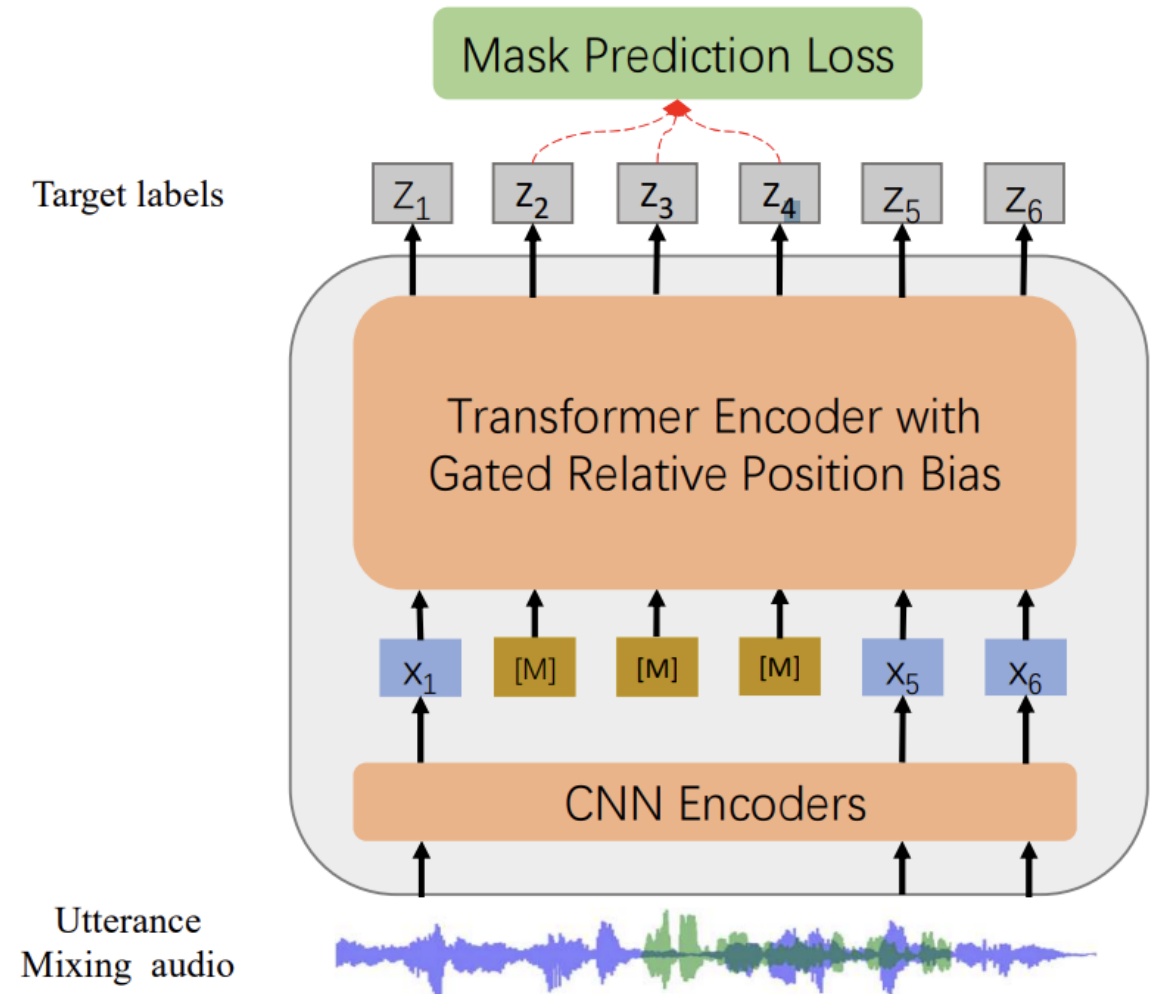 Mask Prediction Loss
Target labels
Z1 Z2 Z3 Z4 Z5 Z6
Transformer Encoder with
Gated Relative Position Bias
X1 [M] [M] [M] X5 X6
CNN Encoders
Utterance
Mixing audio